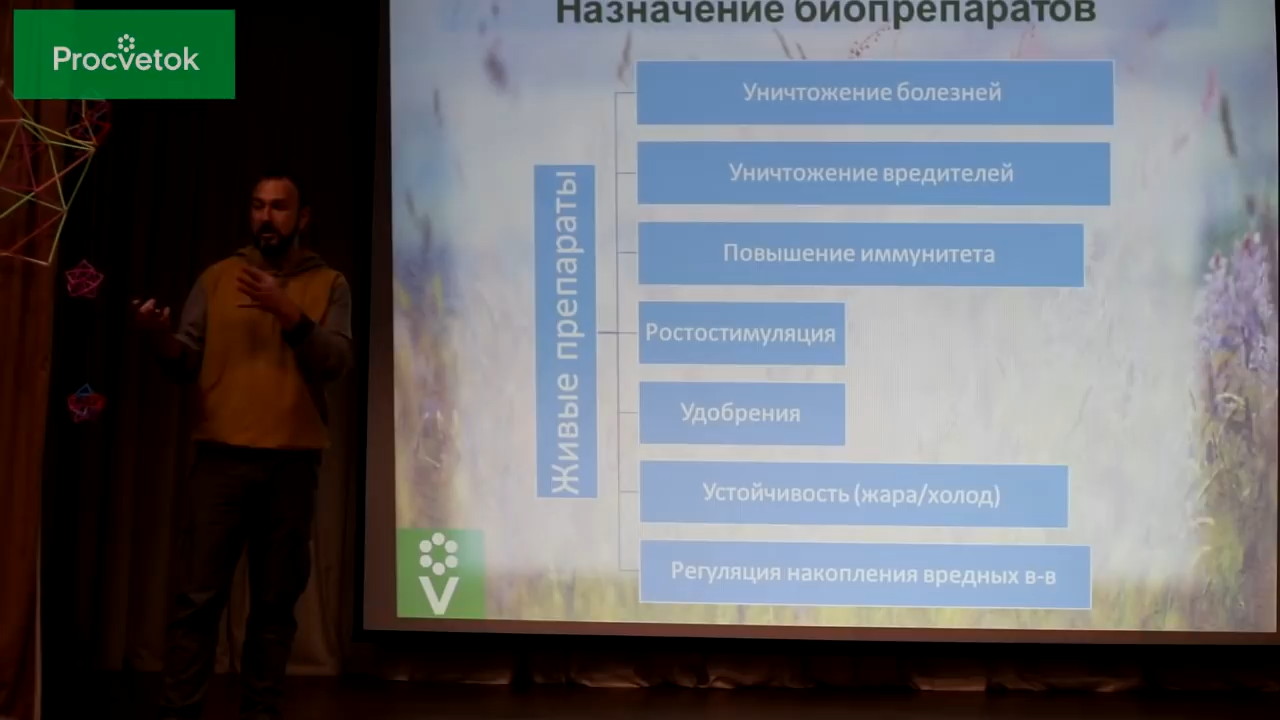 Procvetok
Назначение биопрепаратов
Живые препараты
Уничтожение болезней
Уничтожение вредителей
Повышение иммунитета
Ростостимуляция
Удобрения
Устойчивость (жара/холод)
Регуляция накопления вредных в-в
V